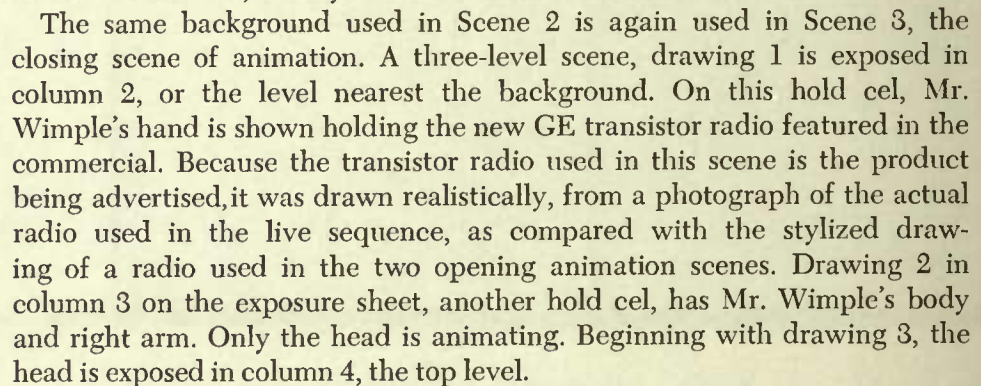 The same background used in Scene 2 is again used in Scene 3, the
closing scene of animation. A three-level scene, drawing 1 is exposed in
column 2, or the level nearest the background. On this hold cel, Mr.
Wimple's hand is shown holding the new GE transistor radio featured in the
commercial. Because the transistor radio used in this scene is the product
being advertised, it was drawn realistically, from a photograph of the actual
radio used in the live sequence, as compared with the stylized draw-
ing of a radio used in the two opening animation scenes. Drawing 2 in
column 3 on the exposure sheet, another hold cel, has Mr. Wimple's body
and right arm. Only the head is animating. Beginning with drawing 3, the
head is exposed in column 4, the top level.